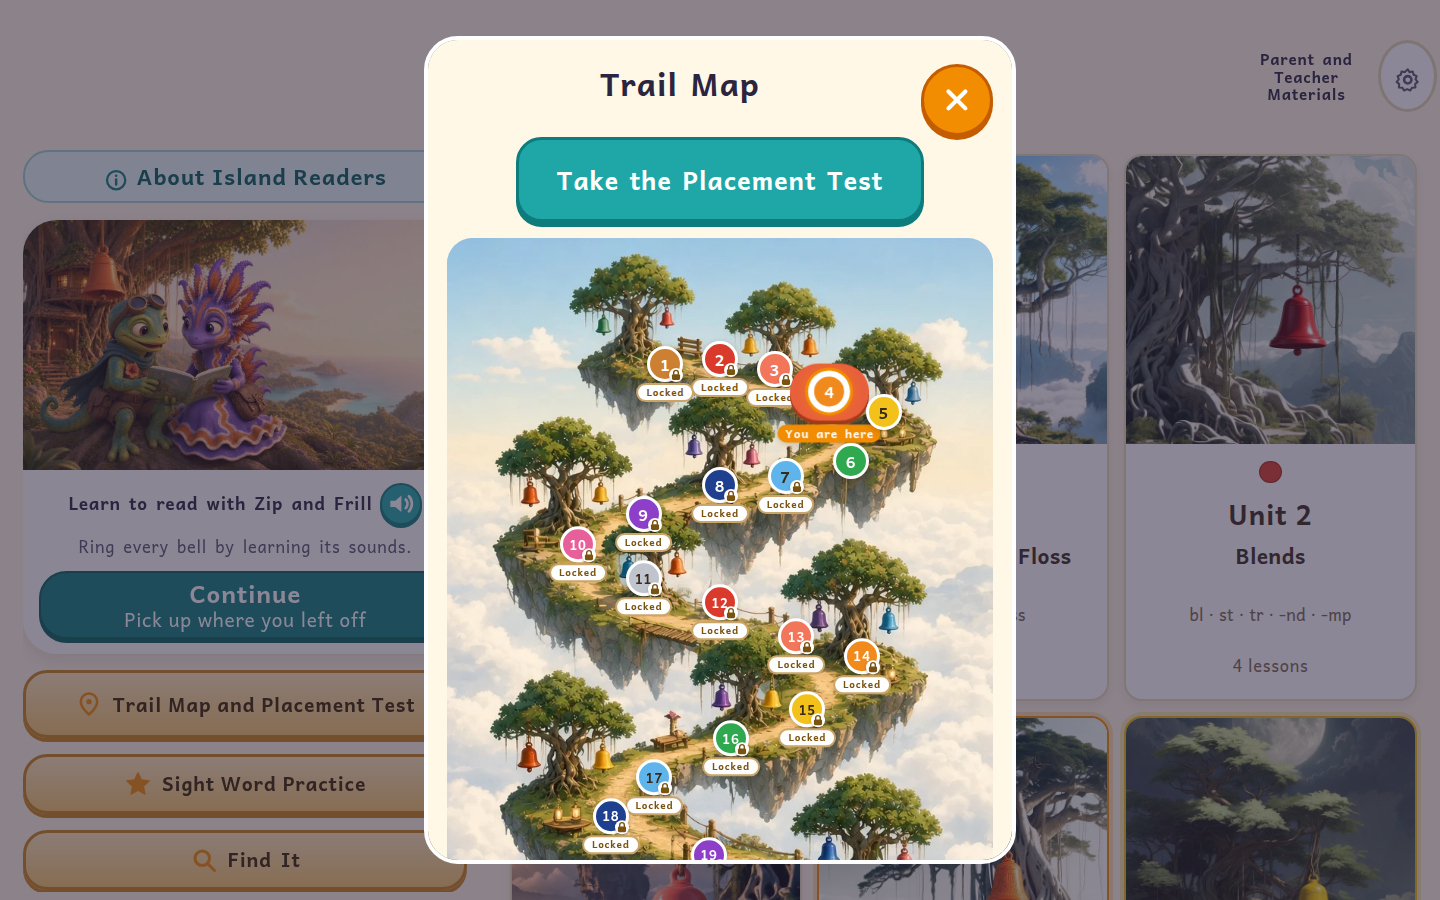 Parent and
Teacher
Materials
About Island Readers
Learn to read with Zip and Frill
Ring every bell by learning its sounds.
Continue
Pick up where you left off
Trail Map and Placement Test
Sight Word Practice
Find It
Trail Map
Take the Placement Test
1
Locked
2
Locked
3
Locked
4
You are here
5
6
7
Locked
8
Locked
9
Locked
10
Locked
11
Locked
12
Locked
13
Locked
14
Locked
15
Locked
16
Locked
17
Locked
18
Locked
19
Floss
Unit 2
Blends
bl · st · tr · -nd · -mp
4 lessons